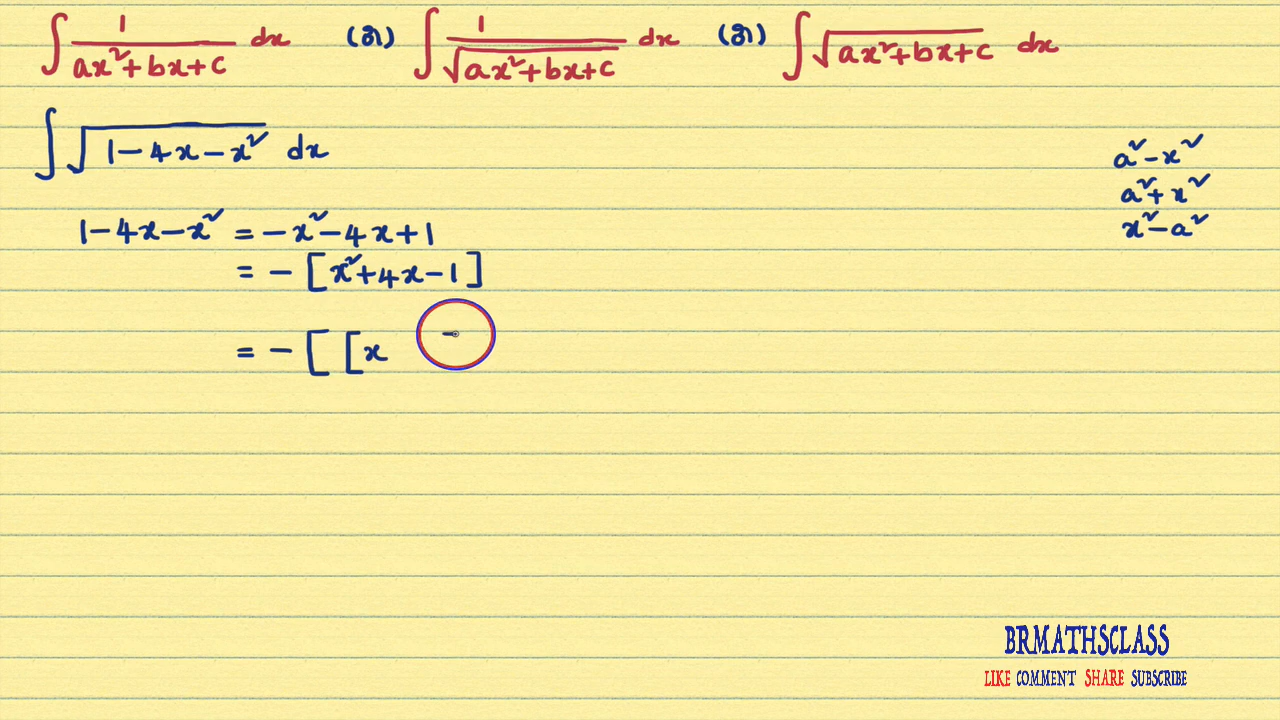 ∫ 1/(ax²+bx+c) dx (லி) ∫ 1/√(ax²+bx+c) dx (லி) ∫ √(ax²+bx+c) dx
∫ √(1-4x-x²) dx
a²-x²
a²+x²
x²-a²
1-4x-x² = -x²-4x+1
= -[x²+4x-1]
= -[ [x -
BRMATHSCLASS
LIKE COMMENT SHARE SUBSCRIBE